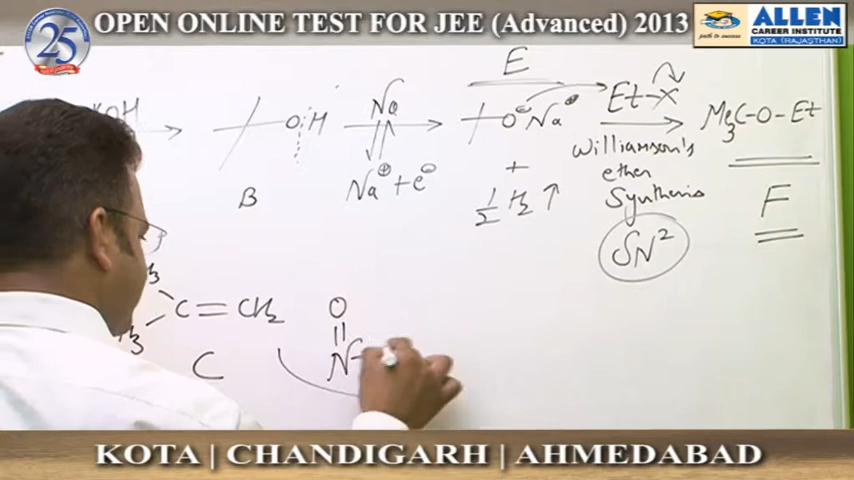 25
OPEN ONLINE TEST FOR JEE (Advanced) 2013
path to success
ALLEN
CAREER INSTITUTE
KOTA (RAJASTHAN)
E
KOH
OH
Na
O⊖ Na⊕
Et-X
Me3C-O-Et
Na⊕ + e⊖
+
1/2 H2 ↑
Williamson's
ether
Synthesis
SN2
B
F
C = CH2
O
N
C
KOTA | CHANDIGARH | AHMEDABAD